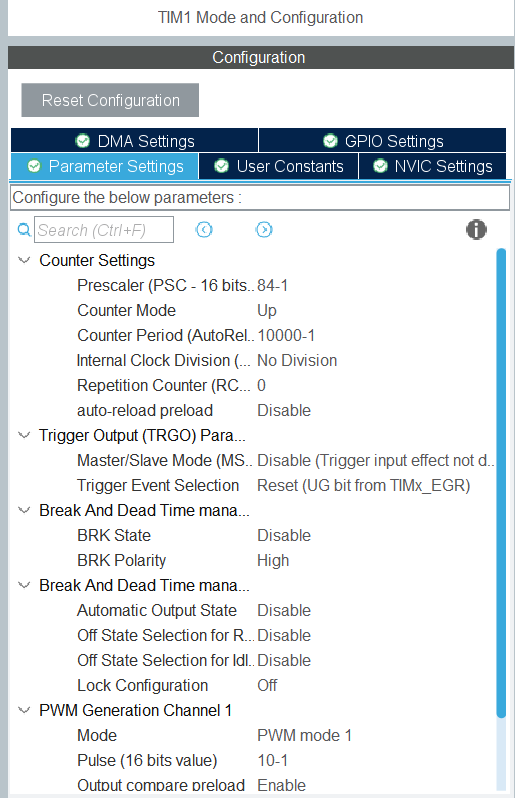 TIM1 Mode and Configuration
Configuration
Reset Configuration
DMA Settings GPIO Settings
Parameter Settings User Constants NVIC Settings
Configure the below parameters :
Search (Ctrl+F)
Counter Settings
Prescaler (PSC - 16 bits.. 84-1
Counter Mode Up
Counter Period (AutoRel.. 10000-1
Internal Clock Division (... No Division
Repetition Counter (RC... 0
auto-reload preload Disable
Trigger Output (TRGO) Para...
Master/Slave Mode (MS.. Disable (Trigger input effect not d..
Trigger Event Selection Reset (UG bit from TIMx_EGR)
Break And Dead Time mana...
BRK State Disable
BRK Polarity High
Break And Dead Time mana...
Automatic Output State Disable
Off State Selection for R... Disable
Off State Selection for Idl.. Disable
Lock Configuration Off
PWM Generation Channel 1
Mode PWM mode 1
Pulse (16 bits value) 10-1
Output compare preload Enable